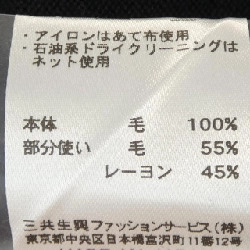 ・アイロンはあて布使用
・石油系ドライクリーニングは
ネット使用
本体 毛 100%
部分使い 毛 55%
レーヨン 45%
三共生興ファッションサービス(株)
東京都中央区日本橋富沢町11番12